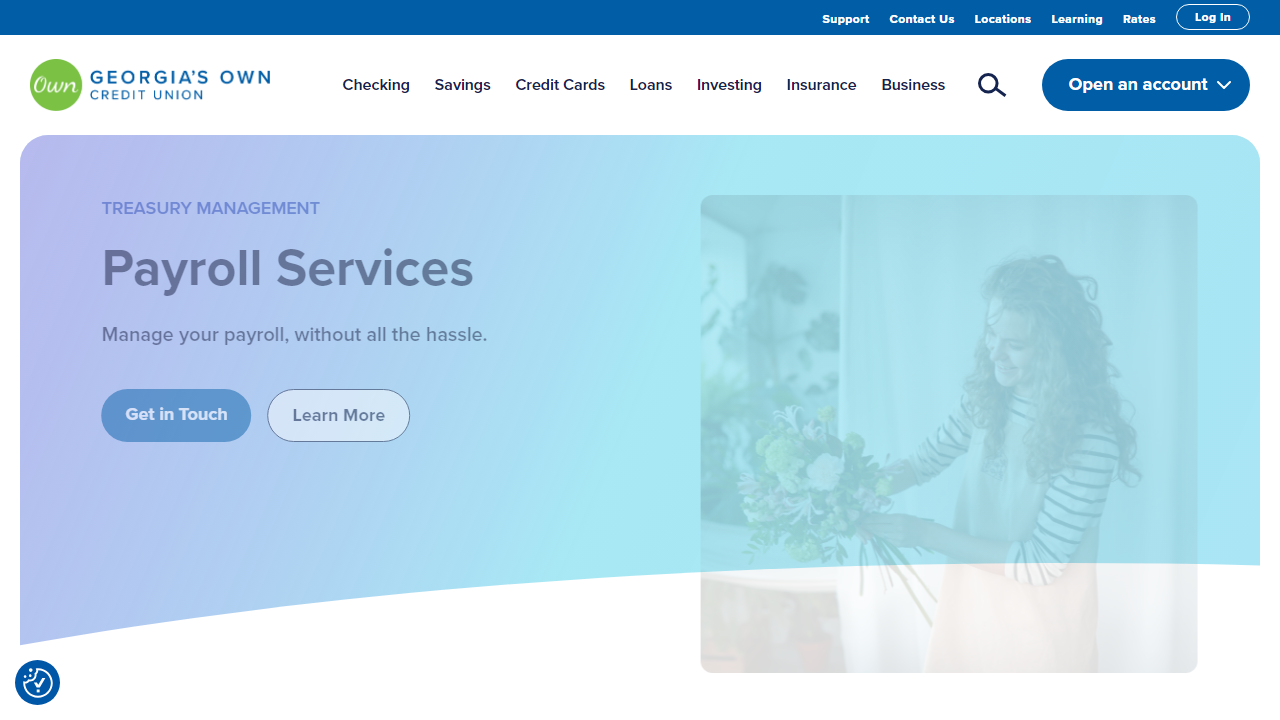 Support Contact Us Locations Learning Rates Log In
Own GEORGIA'S OWN
CREDIT UNION
Checking Savings Credit Cards Loans Investing Insurance Business Open an account
TREASURY MANAGEMENT
Payroll Services
Manage your payroll, without all the hassle.
Get in Touch Learn More